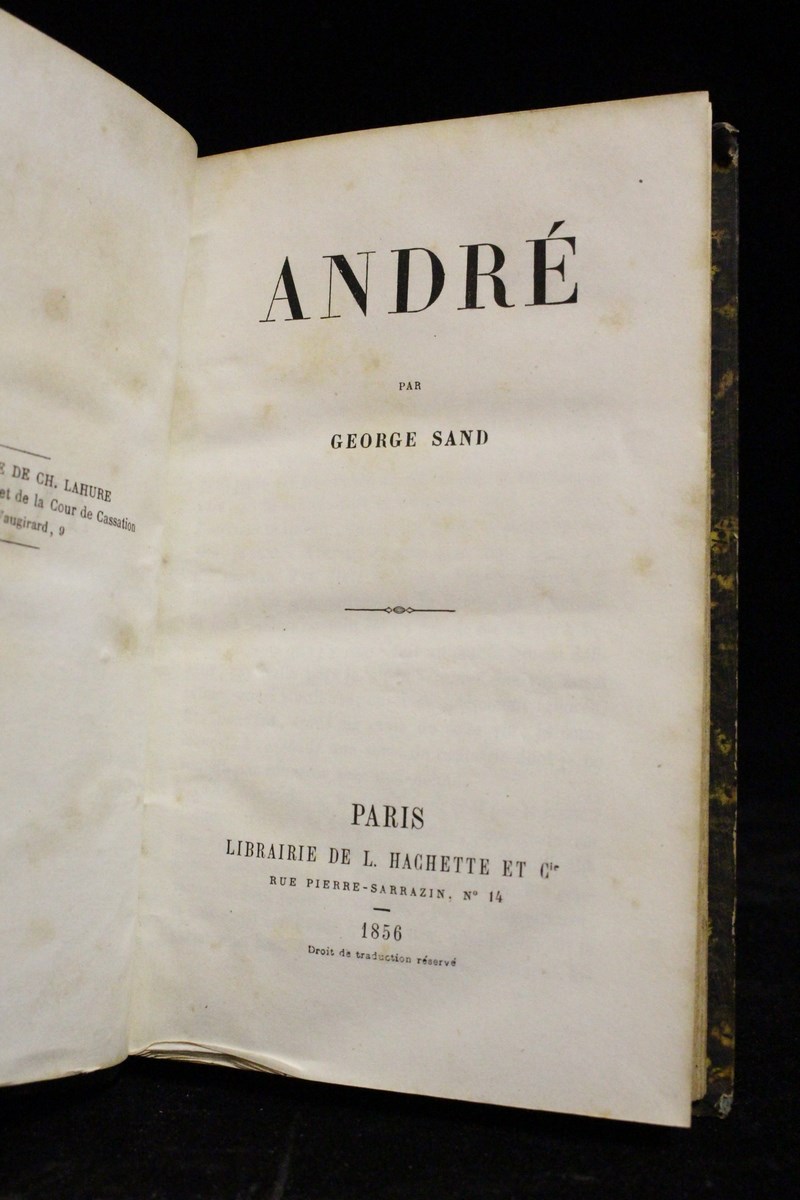 DE CH. LAHURE
et de la Cour de Cassation
augirard, 9
ANDRÉ
PAR
GEORGE SAND
PARIS
LIBRAIRIE DE L. HACHETTE ET Cie
RUE PIERRE-SARRAZIN, N° 14
1856
Droit de traduction réservé